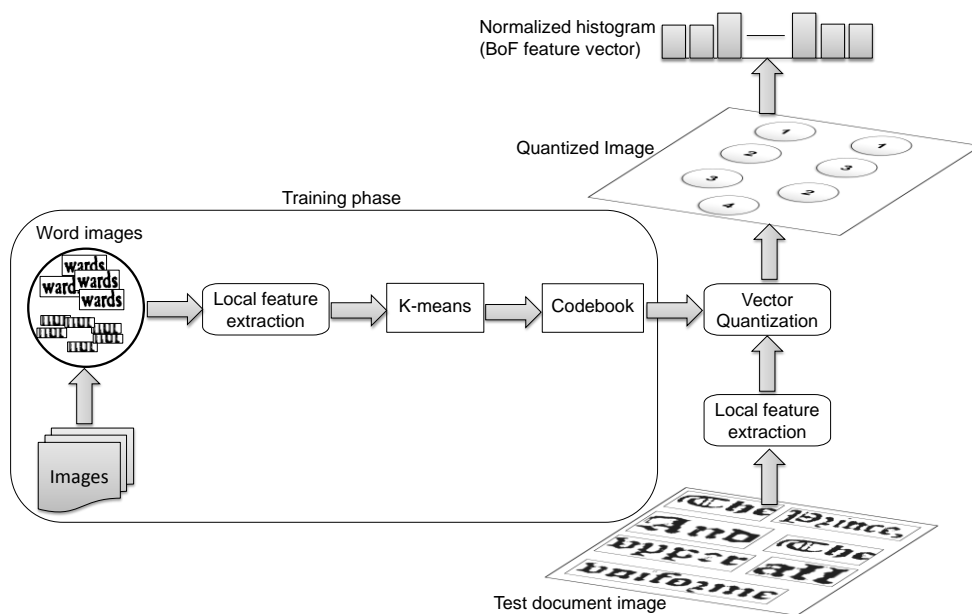 Normalized histogram
(BoF feature vector)
1
1
2
Quantized Image
3
3
2
4
Training phase
Word images
wards
ward
wards
wards
Local feature
extraction
K-means
Codebook
Vector
Quantization
Local feature
extraction
Images
The Prince,
And The
upper all
uniforme
Test document image